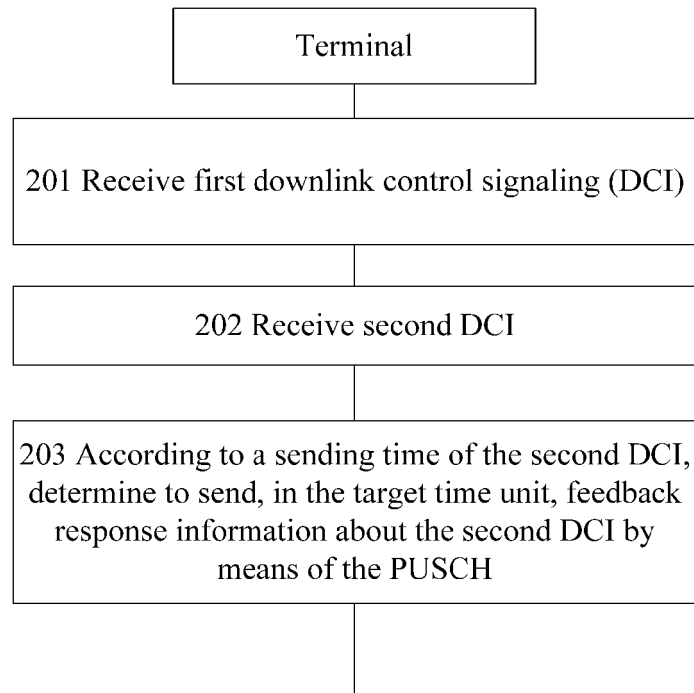 Terminal
201 Receive first downlink control signaling (DCI)
202 Receive second DCI
203 According to a sending time of the second DCI,
determine to send, in the target time unit, feedback
response information about the second DCI by
means of the PUSCH